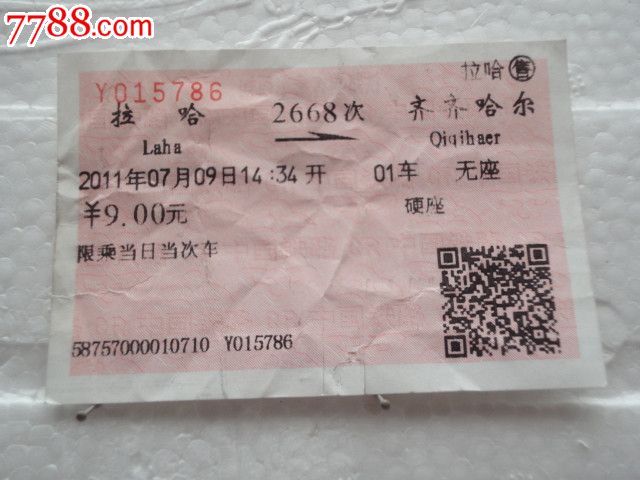 7788.com
拉哈 售
Y015786
拉 哈 2668次 齐齐哈尔
Laha Qiqihaer
2011年07月09日14:34 开 01车 无座
¥9.00元 硬座
限乘当日当次车
58757000010710 Y015786